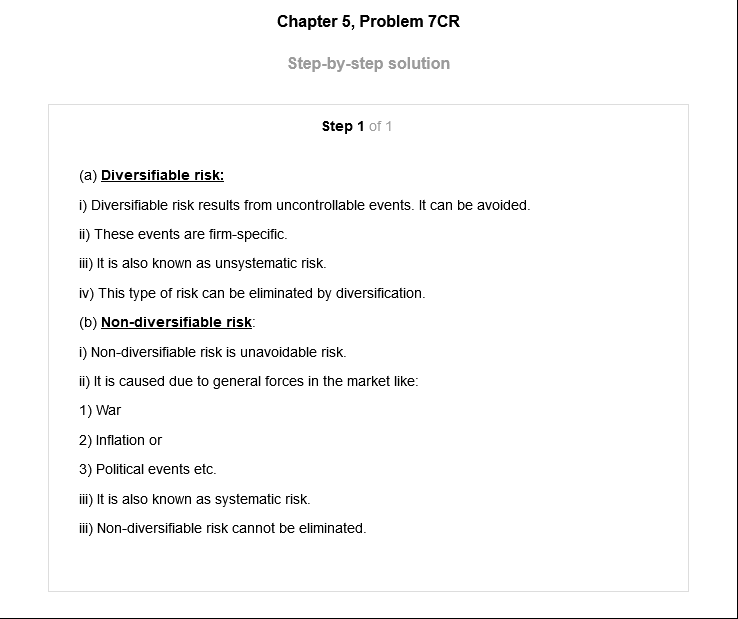 Chapter 5, Problem 7CR
Step-by-step solution
Step 1 of 1
(a) Diversifiable risk:
i) Diversifiable risk results from uncontrollable events. It can be avoided.
ii) These events are firm-specific.
iii) It is also known as unsystematic risk.
iv) This type of risk can be eliminated by diversification.
(b) Non-diversifiable risk:
i) Non-diversifiable risk is unavoidable risk.
ii) It is caused due to general forces in the market like:
1) War
2) Inflation or
3) Political events etc.
iii) It is also known as systematic risk.
iii) Non-diversifiable risk cannot be eliminated.